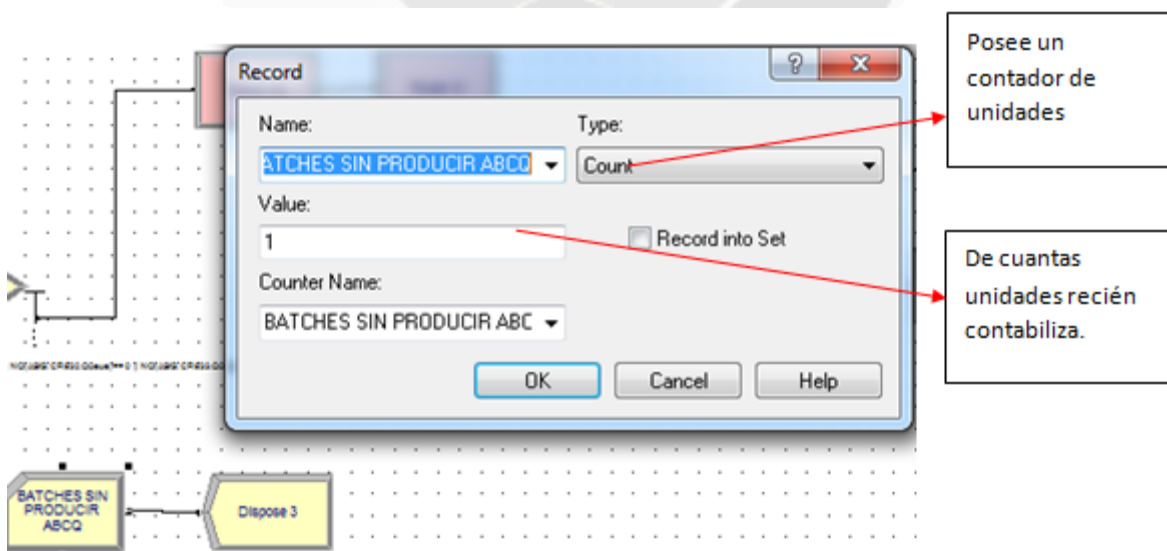 Posee un
contador de
unidades
Record
Name:
Type:
ATCHES SIN PRODUCIR ABCQ
Count
Value:
1
Record into Set
Counter Name:
BATCHES SIN PRODUCIR ABC
OK
Cancel
Help
De cuantas
unidades recién
contabiliza.
BATCHES SIN
PRODUCIR
ABCQ
Dispose 3